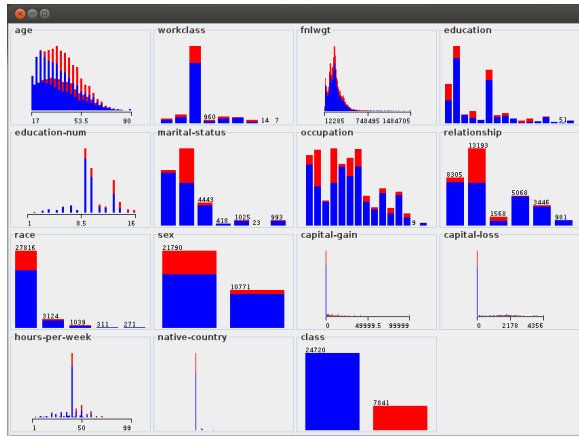 age
17 53.5 90
workclass
960 14 7
fnlwgt
12285 748495 1484705
education
51
education-num
1 8.5 16
marital-status
4443 418 1025 23 993
occupation
9
relationship
8305 13193 1568 5068 3446 981
race
27816 3124 1039 311 271
sex
21790 10771
capital-gain
0 49999.5 99999
capital-loss
0 2178 4356
hours-per-week
1 50 99
native-country
class
24720 7841